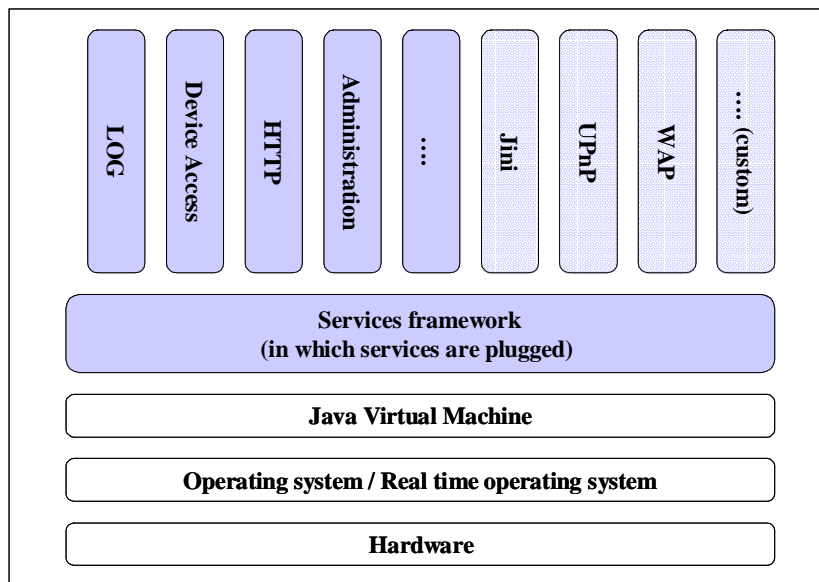 LOG
Device Access
HTTP
Administration
....
Jini
UPnP
WAP
.... (custom)
Services framework
(in which services are plugged)
Java Virtual Machine
Operating system / Real time operating system
Hardware